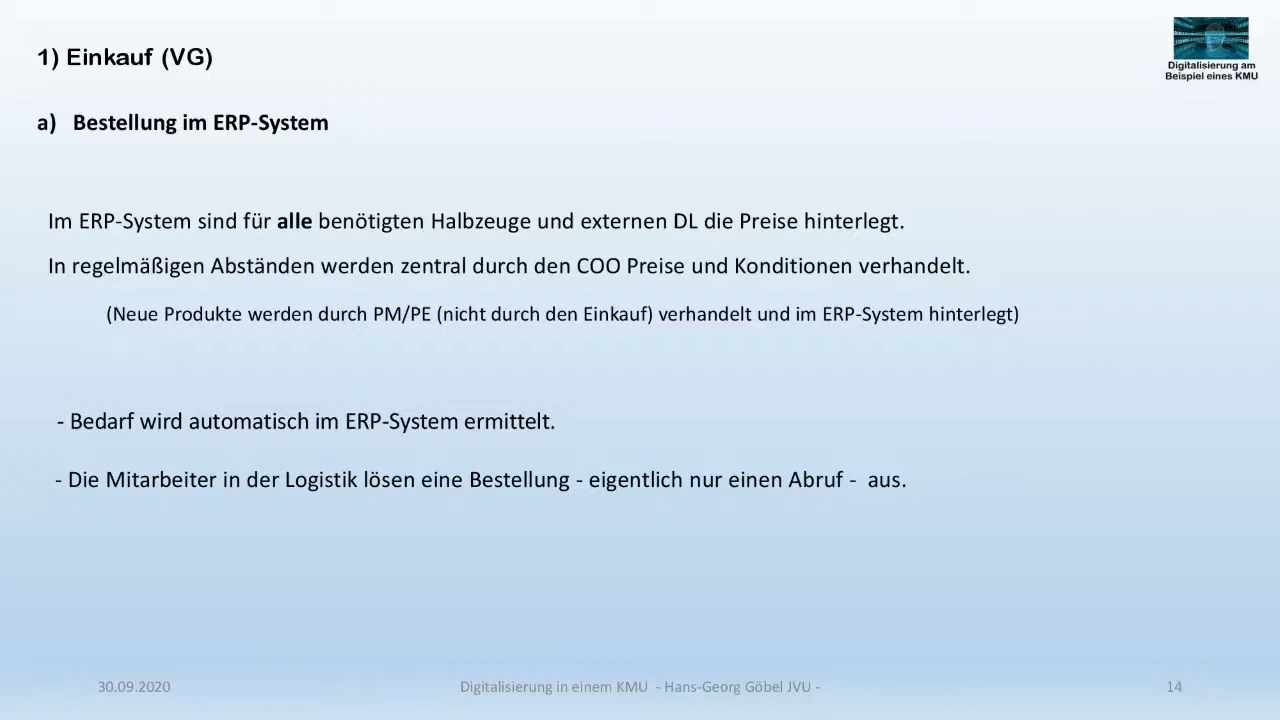 1) Einkauf (VG)
Digitalisierung am
Beispiel eines KMU
a) Bestellung im ERP-System
Im ERP-System sind für alle benötigten Halbzeuge und externen DL die Preise hinterlegt.
In regelmäßigen Abständen werden zentral durch den COO Preise und Konditionen verhandelt.
(Neue Produkte werden durch PM/PE (nicht durch den Einkauf) verhandelt und im ERP-System hinterlegt)
- Bedarf wird automatisch im ERP-System ermittelt.
- Die Mitarbeiter in der Logistik lösen eine Bestellung - eigentlich nur einen Abruf - aus.
30.09.2020
Digitalisierung in einem KMU - Hans-Georg Göbel JVU -
14